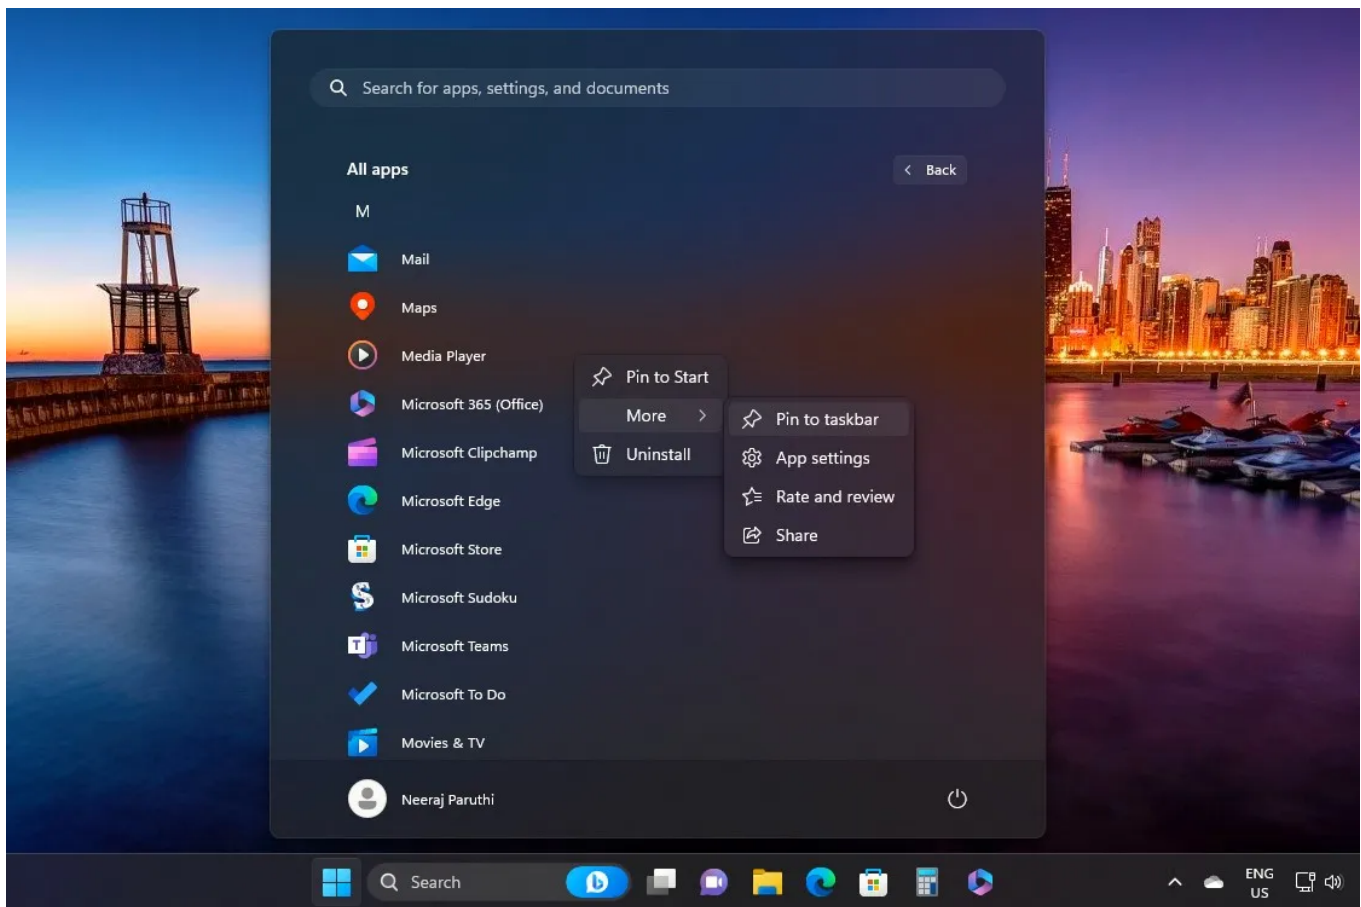 Search for apps, settings, and documents
All apps
Back
M
Mail
Maps
Media Player
Microsoft 365 (Office)
Microsoft Clipchamp
Microsoft Edge
Microsoft Store
Microsoft Sudoku
Microsoft Teams
Microsoft To Do
Movies & TV
Pin to Start
More
Uninstall
Pin to taskbar
App settings
Rate and review
Share
Neeraj Paruthi
Search
ENG
US